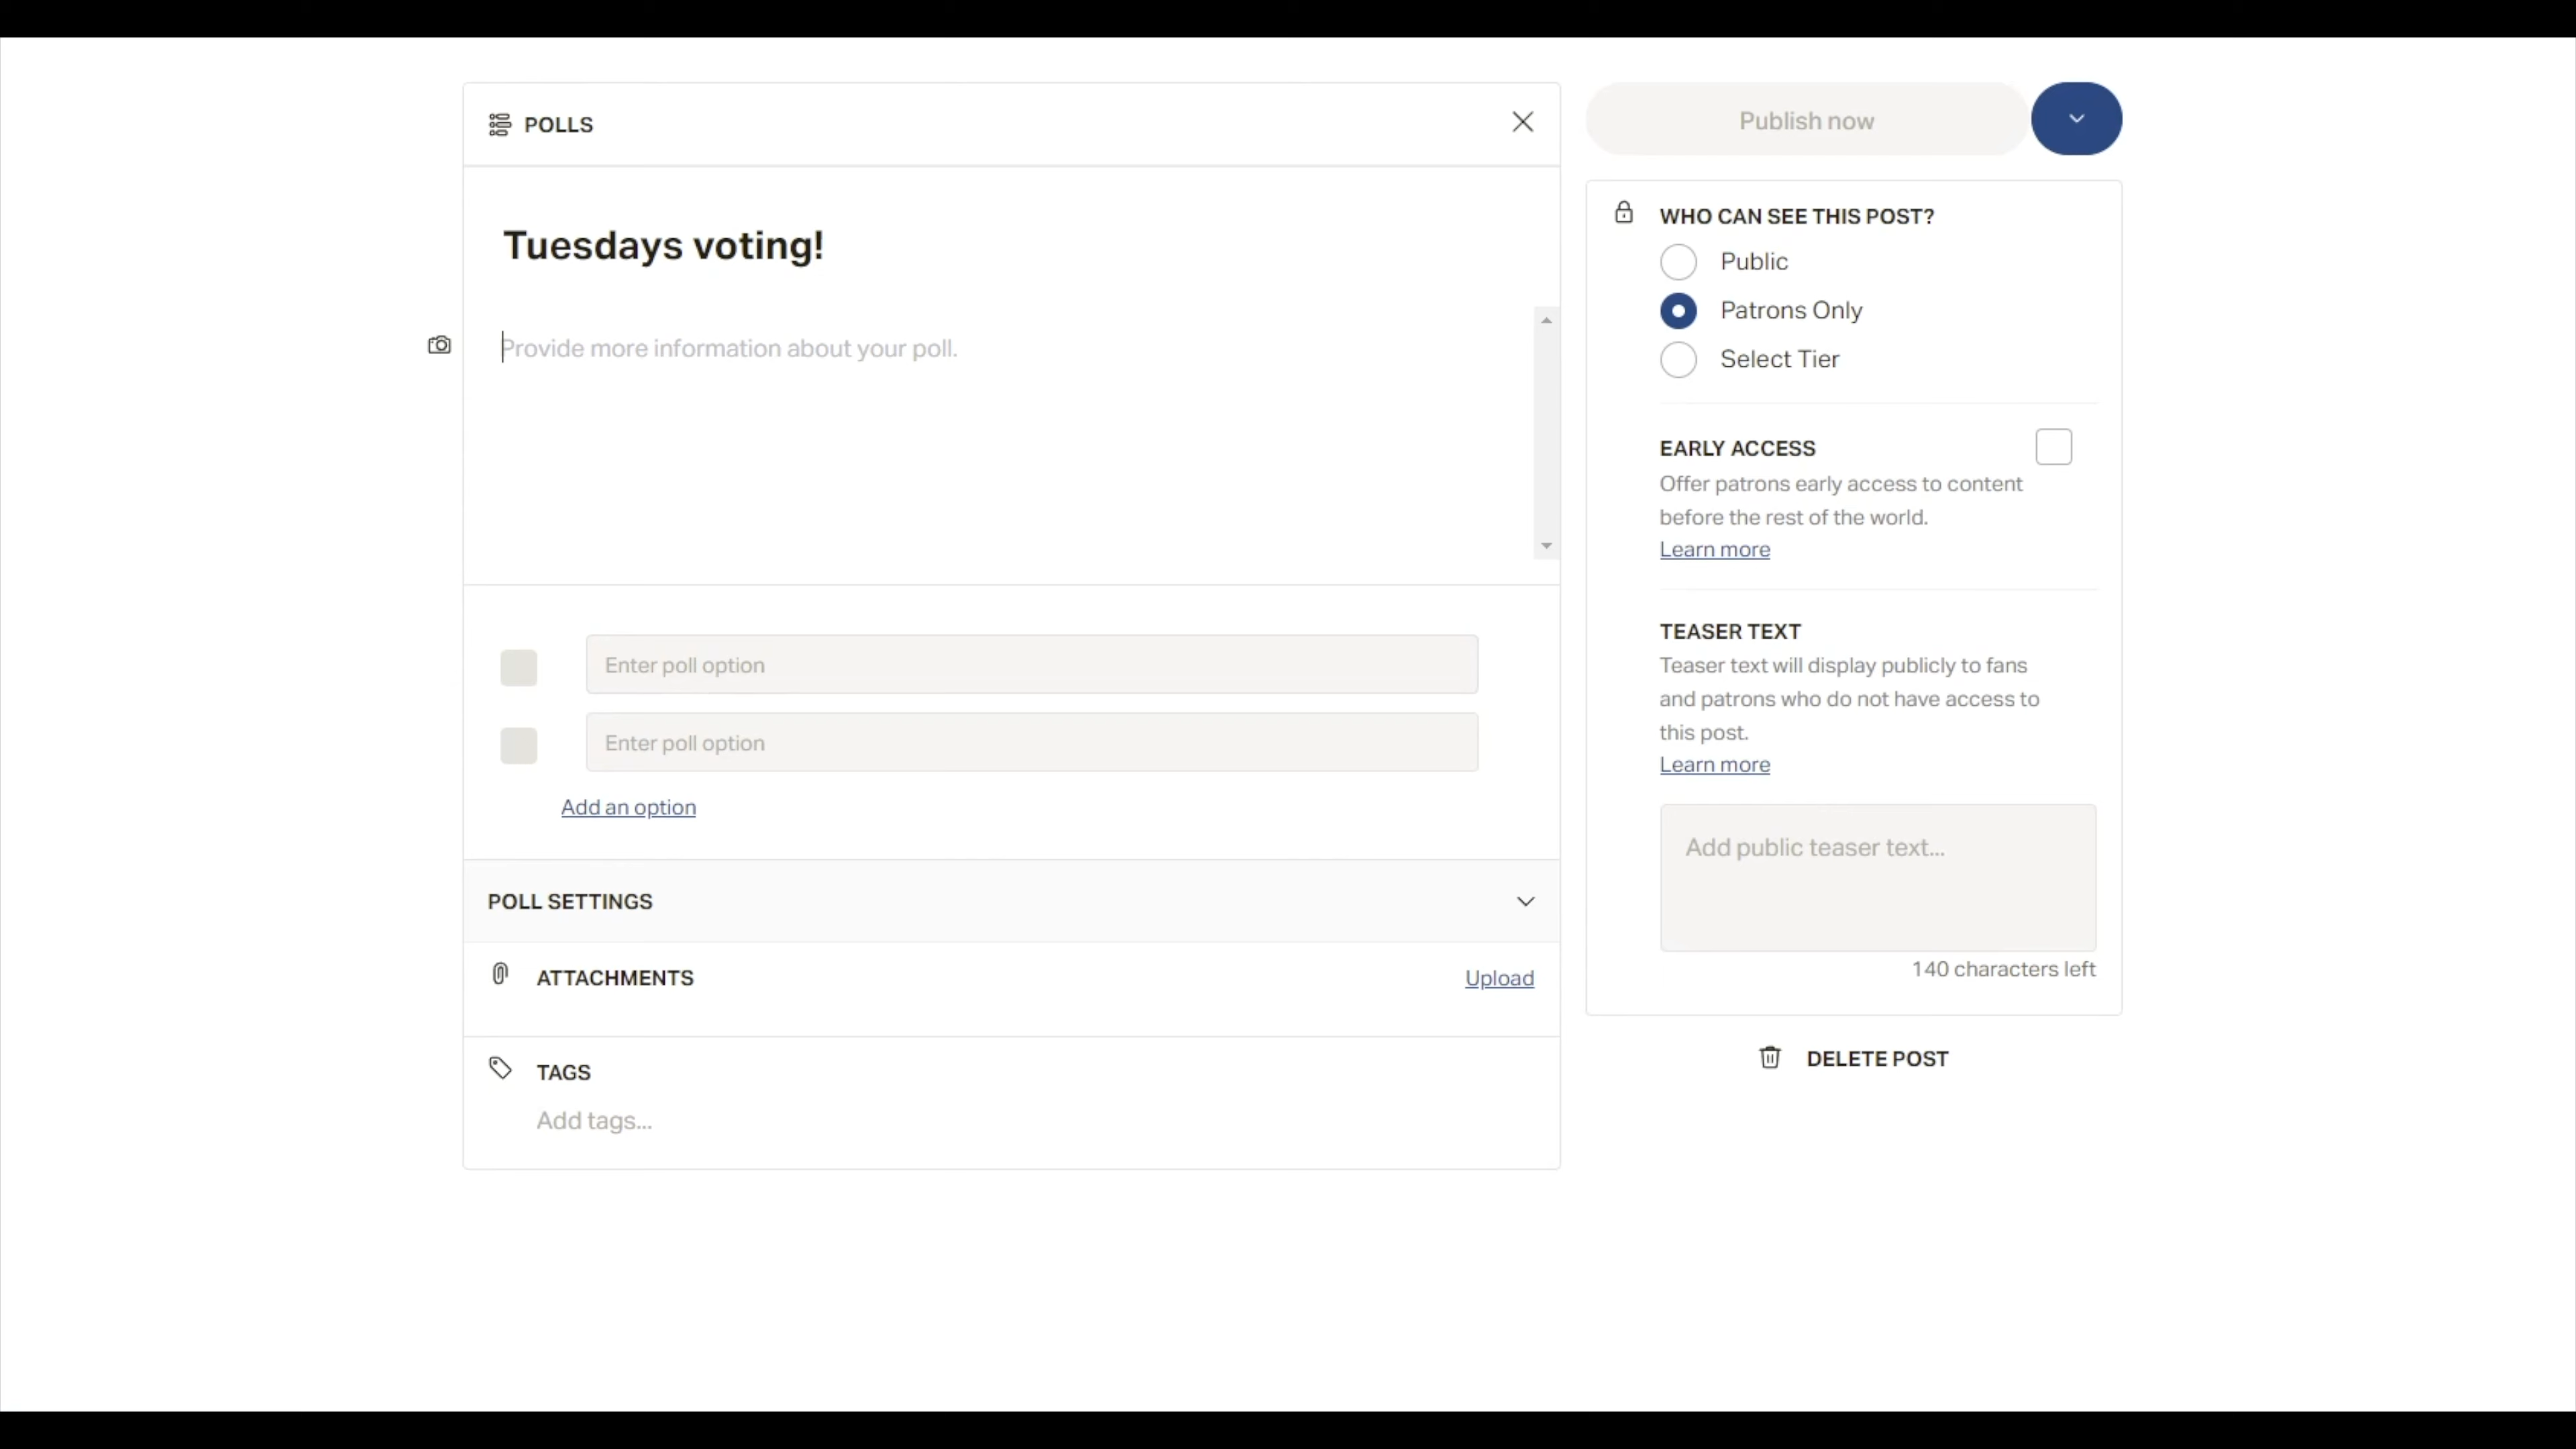 POLLS
Tuesdays voting!
Provide more information about your poll.
Enter poll option
Enter poll option
Add an option
POLL SETTINGS
ATTACHMENTS
Upload
TAGS
Add tags...
Publish now
WHO CAN SEE THIS POST?
Public
Patrons Only
Select Tier
EARLY ACCESS
Offer patrons early access to content
before the rest of the world.
Learn more
TEASER TEXT
Teaser text will display publicly to fans
and patrons who do not have access to
this post.
Learn more
Add public teaser text...
140 characters left
DELETE POST